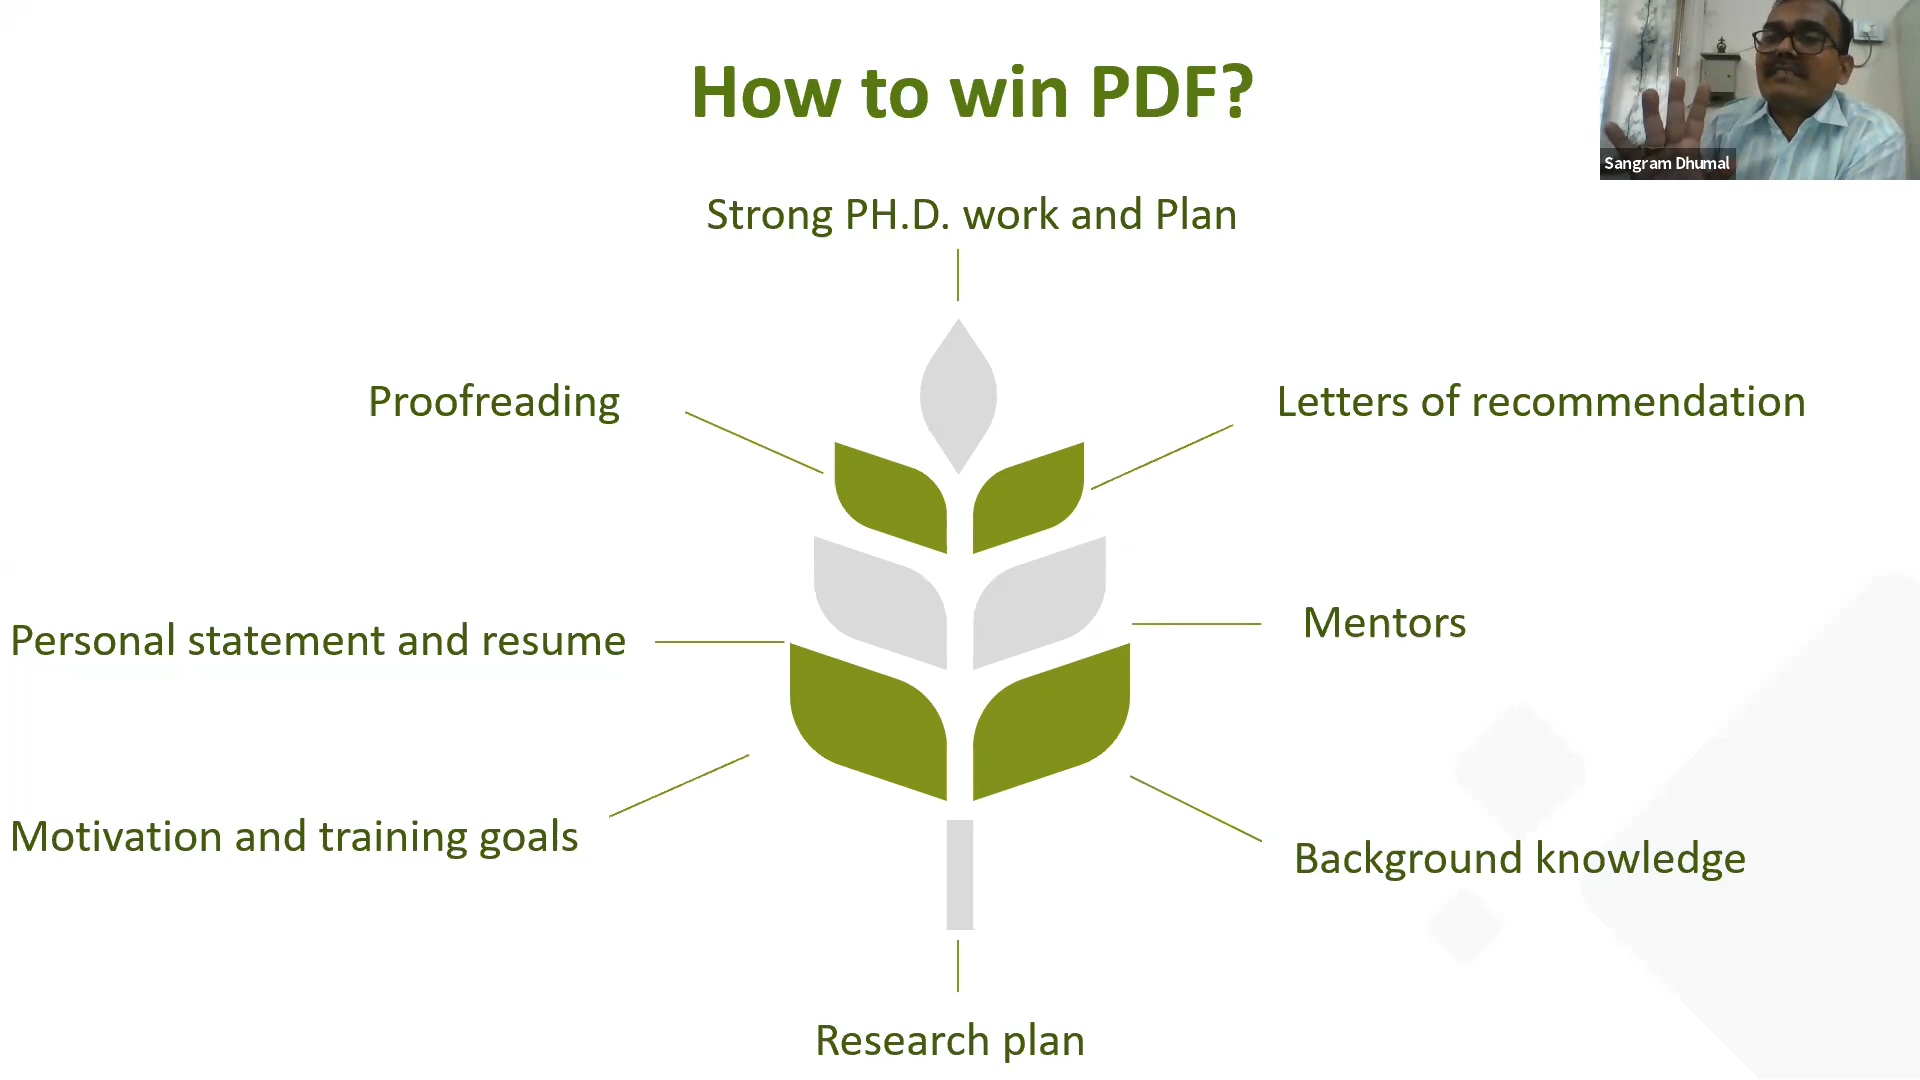 How to win PDF?
Sangram Dhumal
Strong PH.D. work and Plan
Proofreading
Letters of recommendation
Personal statement and resume
Mentors
Motivation and training goals
Background knowledge
Research plan